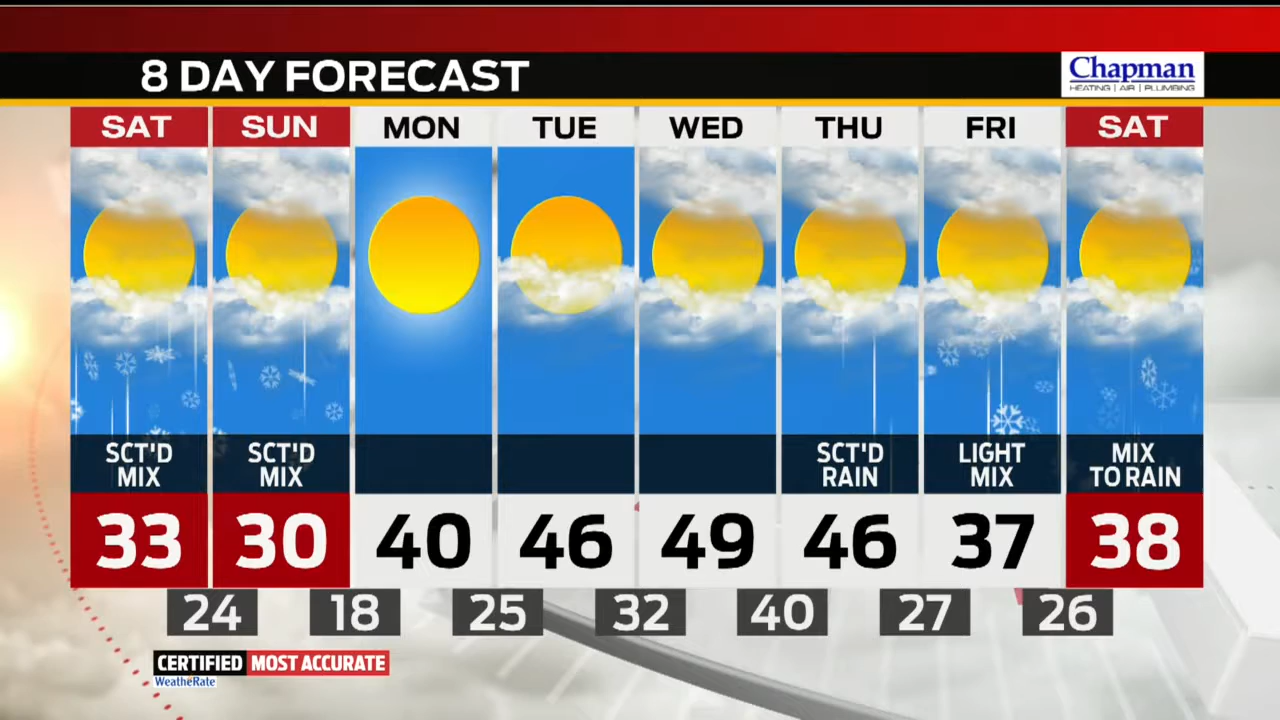 8 DAY FORECAST
Chapman
HEATING | AIR | PLUMBING
SAT SUN MON TUE WED THU FRI SAT
SCT'D SCT'D SCT'D LIGHT MIX
MIX MIX RAIN MIX TO RAIN
33 30 40 46 49 46 37 38
24 18 25 32 40 27 26
CERTIFIED MOST ACCURATE
WeatheRate